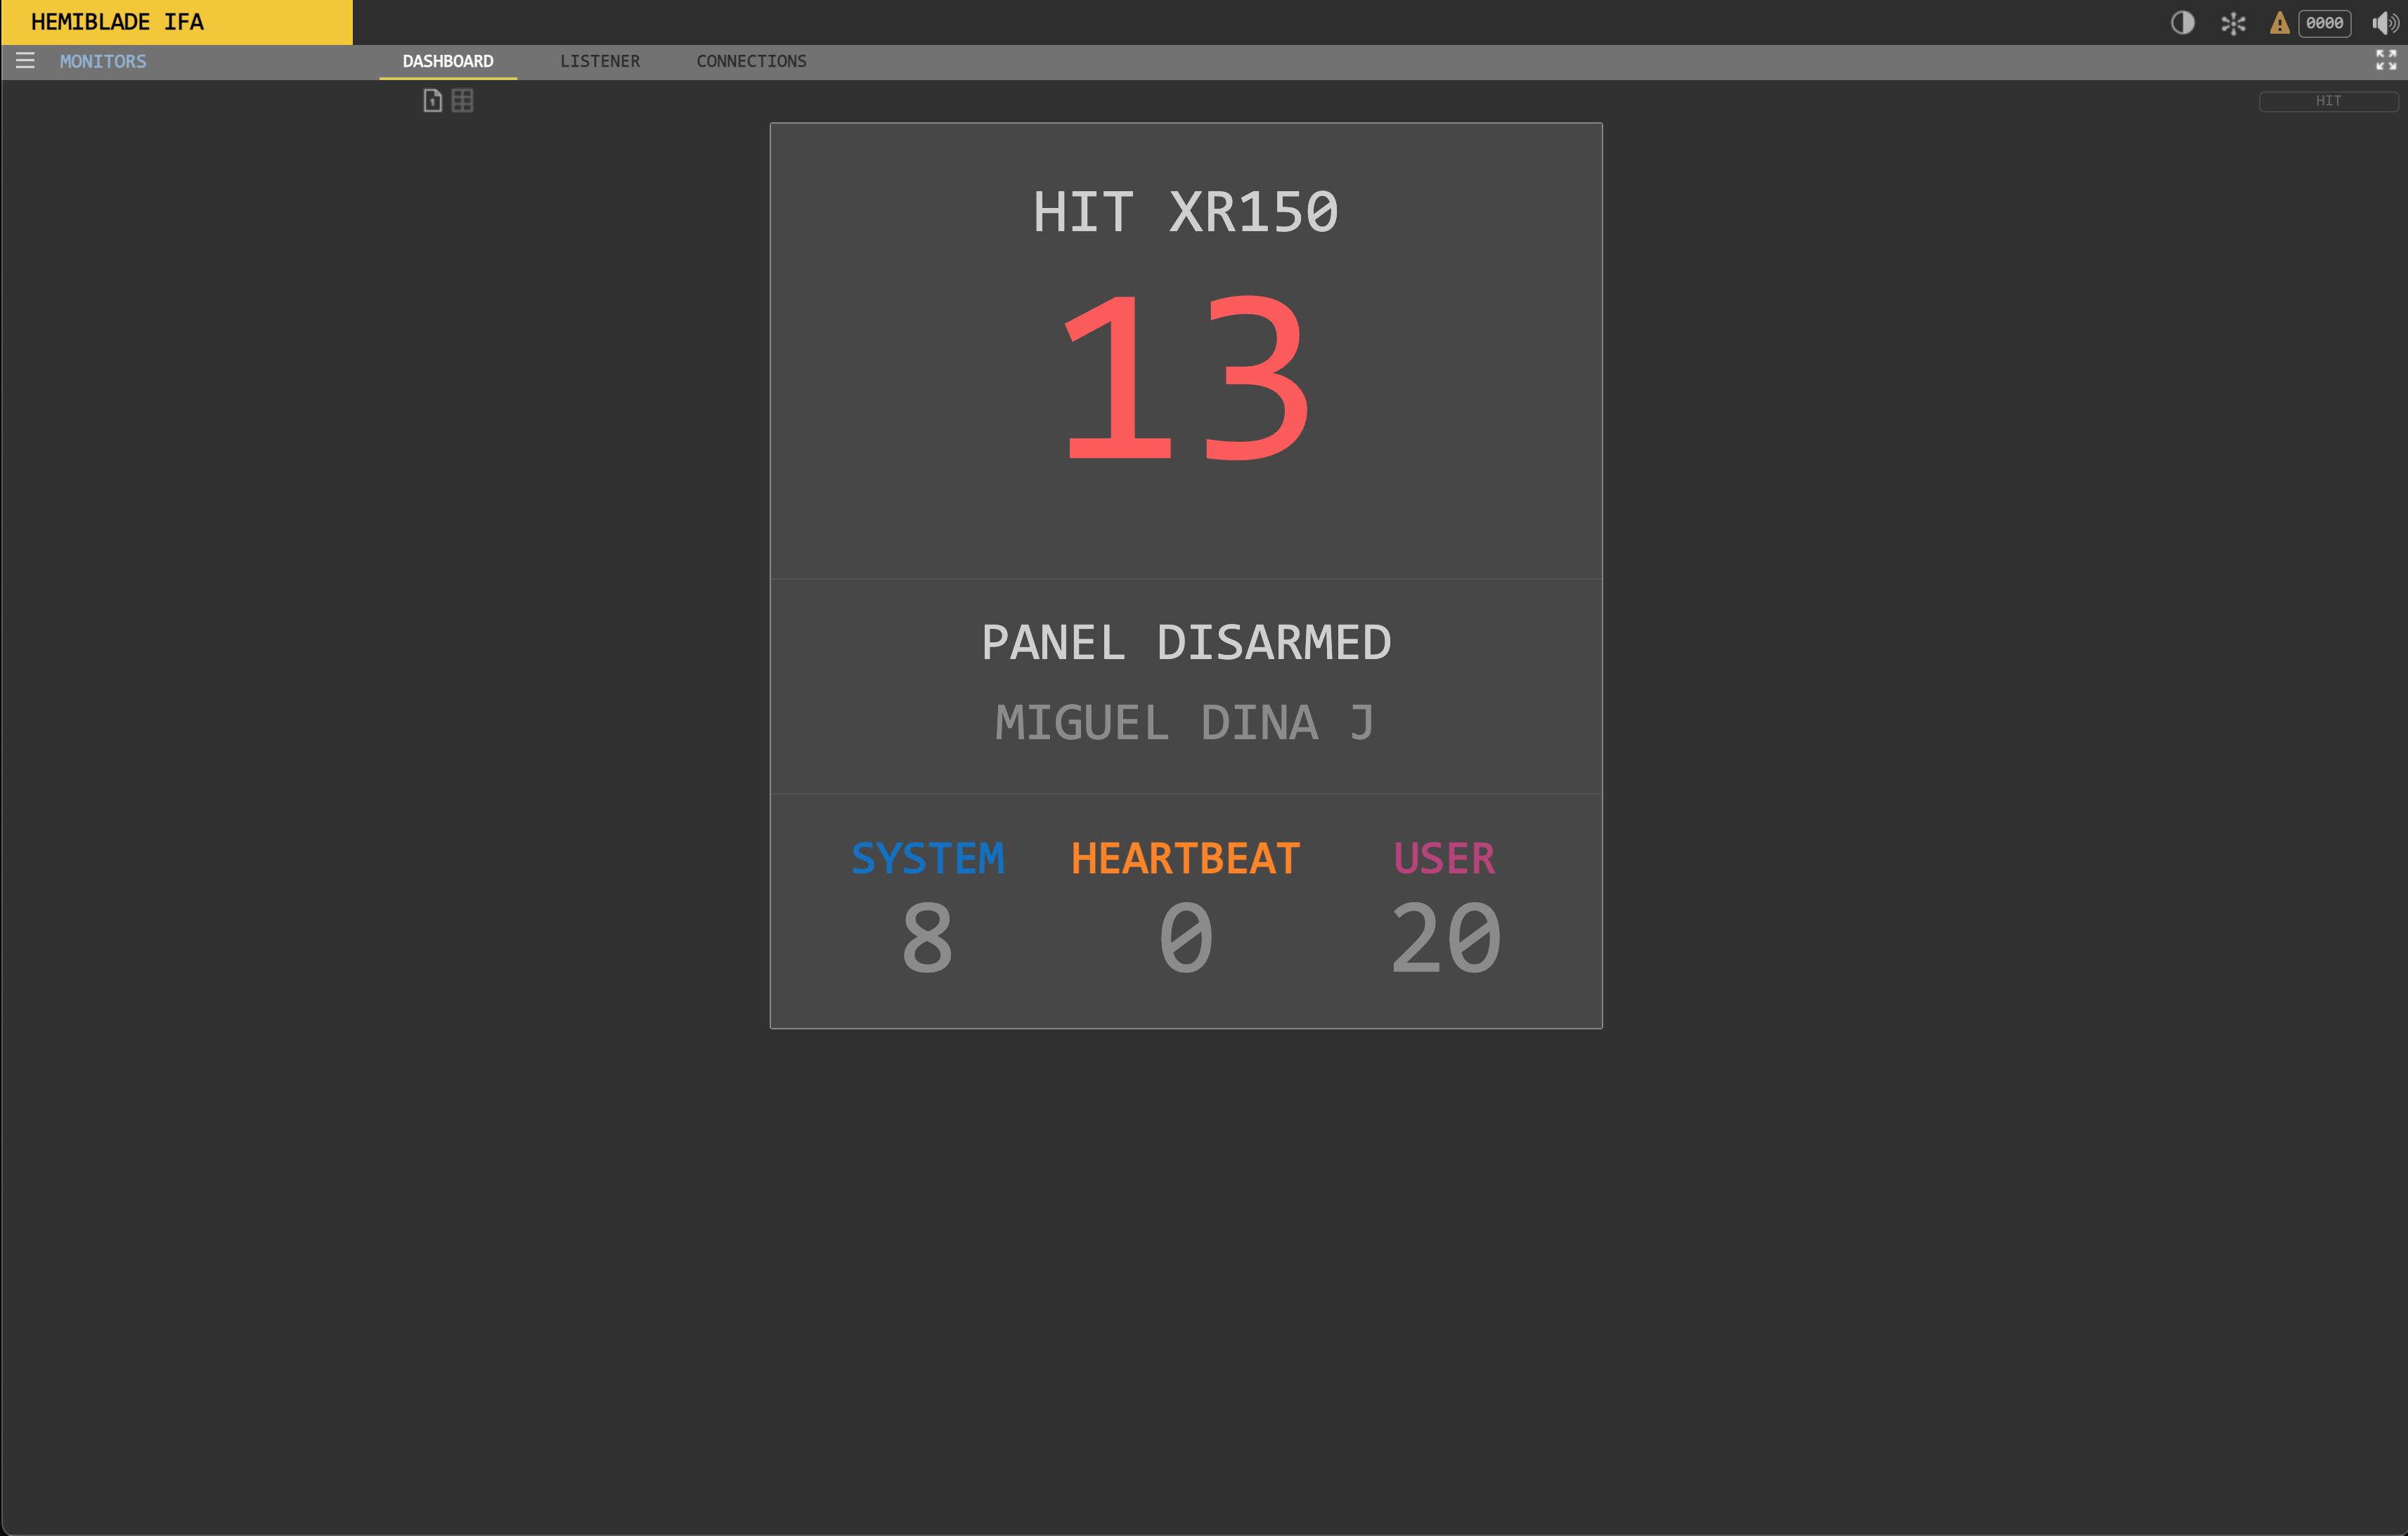 HEMIBLADE IFA
0000
MONITORS
DASHBOARD LISTENER CONNECTIONS
1
HIT
HIT XR150
13
PANEL DISARMED
MIGUEL DINA J
SYSTEM HEARTBEAT USER
8 0 20